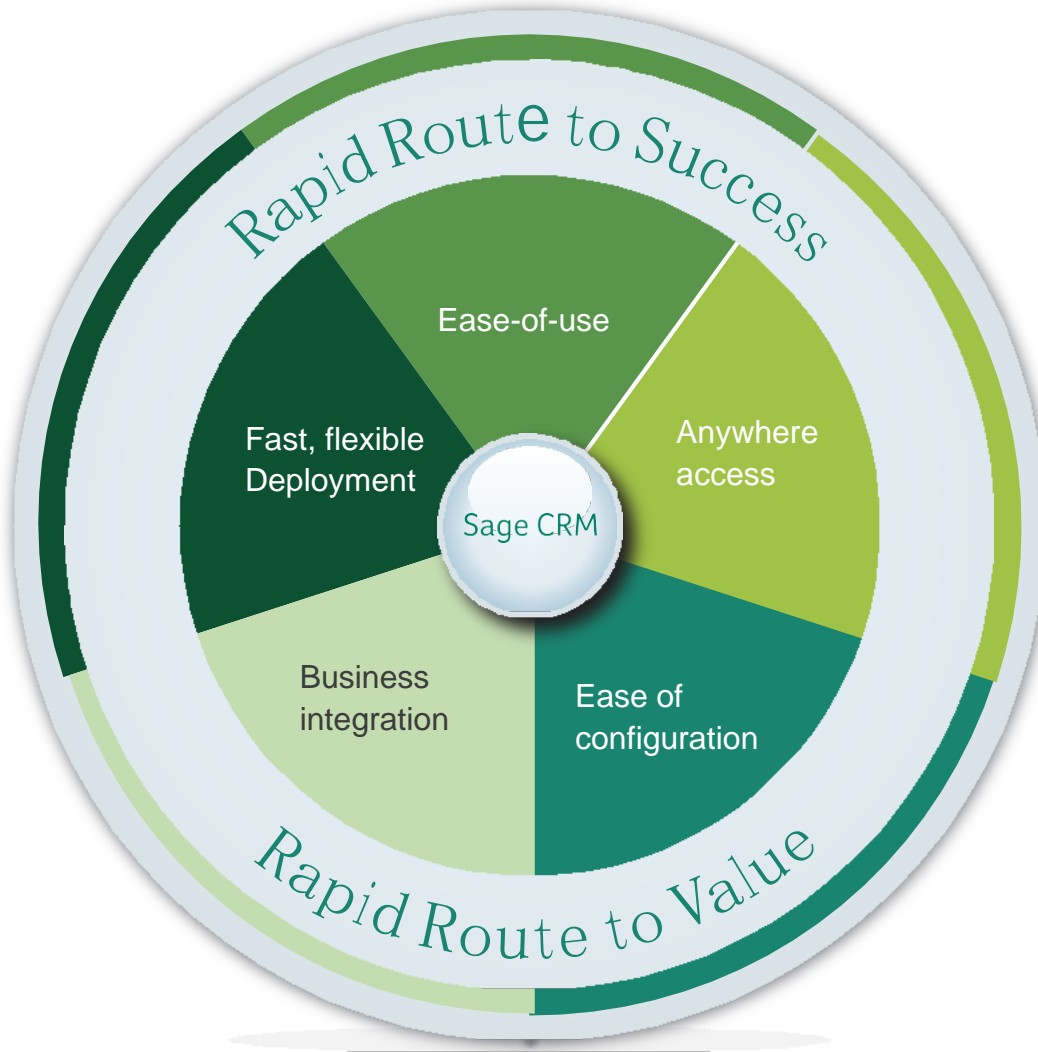 Rapid Route to Success
Ease-of-use
Fast, flexible
Deployment
Anywhere
access
Sage CRM
Business
integration
Ease of
configuration
Rapid Route to Value